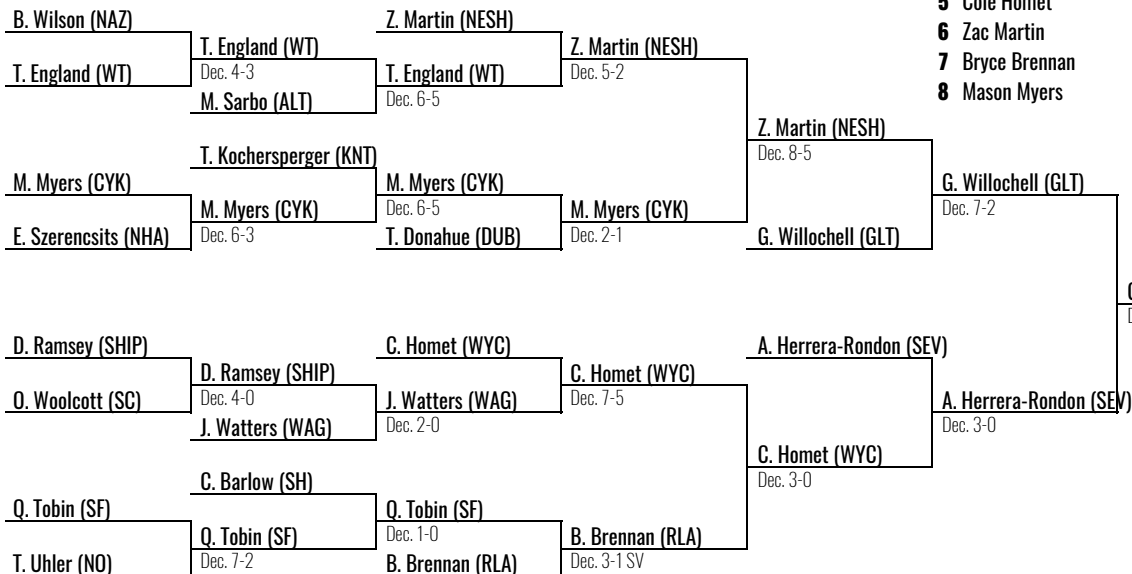 5 Cole Homet
6 Zac Martin
7 Bryce Brennan
8 Mason Myers
B. Wilson (NAZ)
T. England (WT)
T. England (WT)
Dec. 4-3
M. Sarbo (ALT)
Z. Martin (NESH)
T. England (WT)
Dec. 6-5
Z. Martin (NESH)
Dec. 5-2
T. Kochersperger (KNT)
M. Myers (CYK)
E. Szerencsits (NHA)
M. Myers (CYK)
Dec. 6-3
M. Myers (CYK)
Dec. 6-5
T. Donahue (DUB)
M. Myers (CYK)
Dec. 2-1
Z. Martin (NESH)
Dec. 8-5
G. Willochell (GLT)
G. Willochell (GLT)
Dec. 7-2
D. Ramsey (SHIP)
O. Woolcott (SC)
D. Ramsey (SHIP)
Dec. 4-0
J. Watters (WAG)
C. Homet (WYC)
J. Watters (WAG)
Dec. 2-0
C. Homet (WYC)
Dec. 7-5
A. Herrera-Rondon (SEV)
C. Homet (WYC)
Dec. 3-0
A. Herrera-Rondon (SEV)
Dec. 3-0
C. Barlow (SH)
Q. Tobin (SF)
T. Uhler (NO)
Q. Tobin (SF)
Dec. 7-2
Q. Tobin (SF)
Dec. 1-0
B. Brennan (RLA)
B. Brennan (RLA)
Dec. 3-1 SV